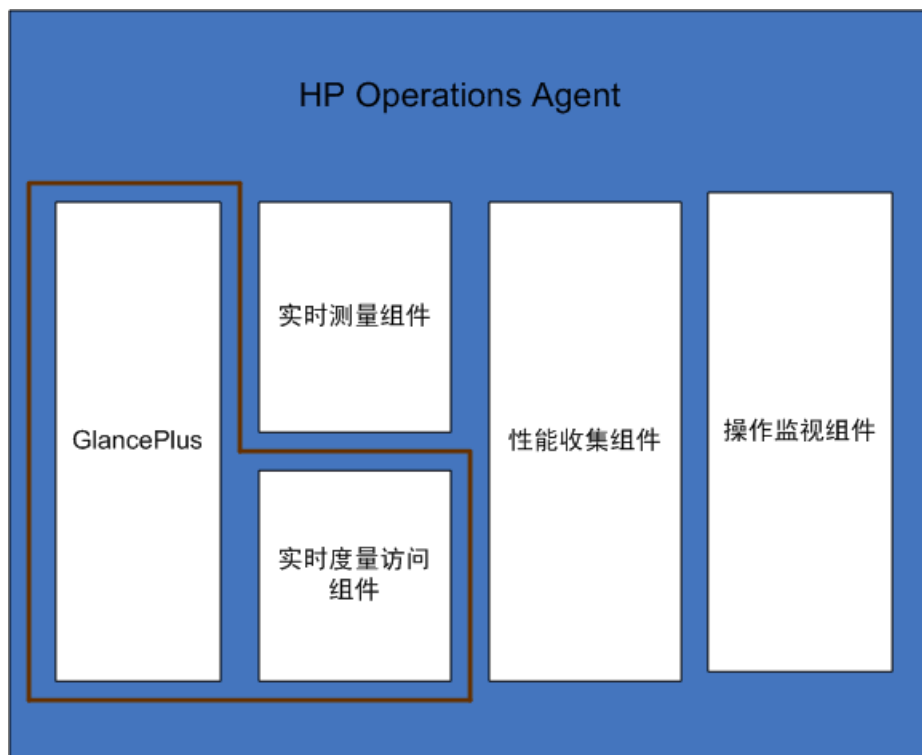 HP Operations Agent
GlancePlus
实时测量组件
实时度量访问
组件
性能收集组件
操作监视组件